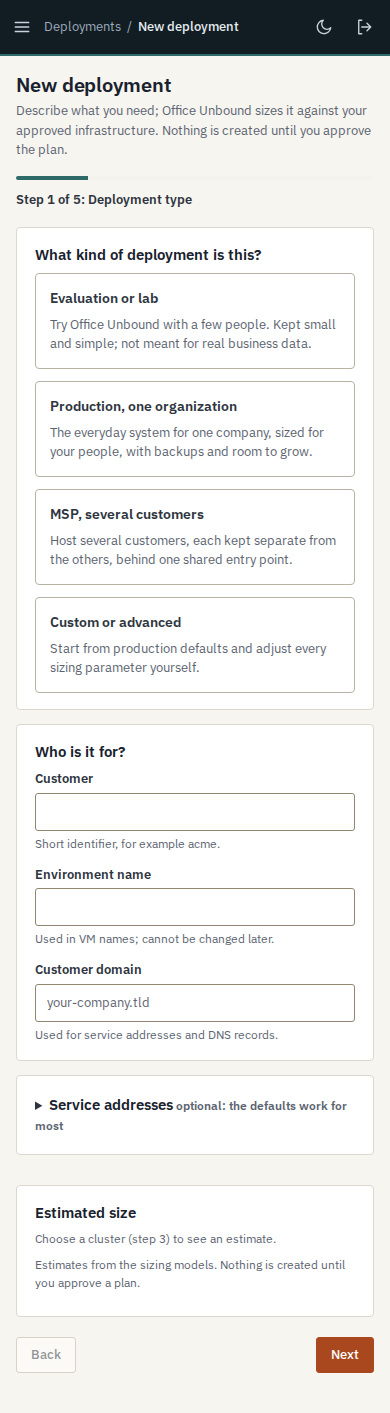 Deployments / New deployment
New deployment
Describe what you need; Office Unbound sizes it against your
approved infrastructure. Nothing is created until you approve
the plan.
Step 1 of 5: Deployment type
What kind of deployment is this?
Evaluation or lab
Try Office Unbound with a few people. Kept small
and simple; not meant for real business data.
Production, one organization
The everyday system for one company, sized for
your people, with backups and room to grow.
MSP, several customers
Host several customers, each kept separate from
the others, behind one shared entry point.
Custom or advanced
Start from production defaults and adjust every
sizing parameter yourself.
Who is it for?
Customer
Short identifier, for example acme.
Environment name
Used in VM names; cannot be changed later.
Customer domain
your-company.tld
Used for service addresses and DNS records.
Service addresses optional: the defaults work for
most
Estimated size
Choose a cluster (step 3) to see an estimate.
Estimates from the sizing models. Nothing is created until
you approve a plan.
Back
Next